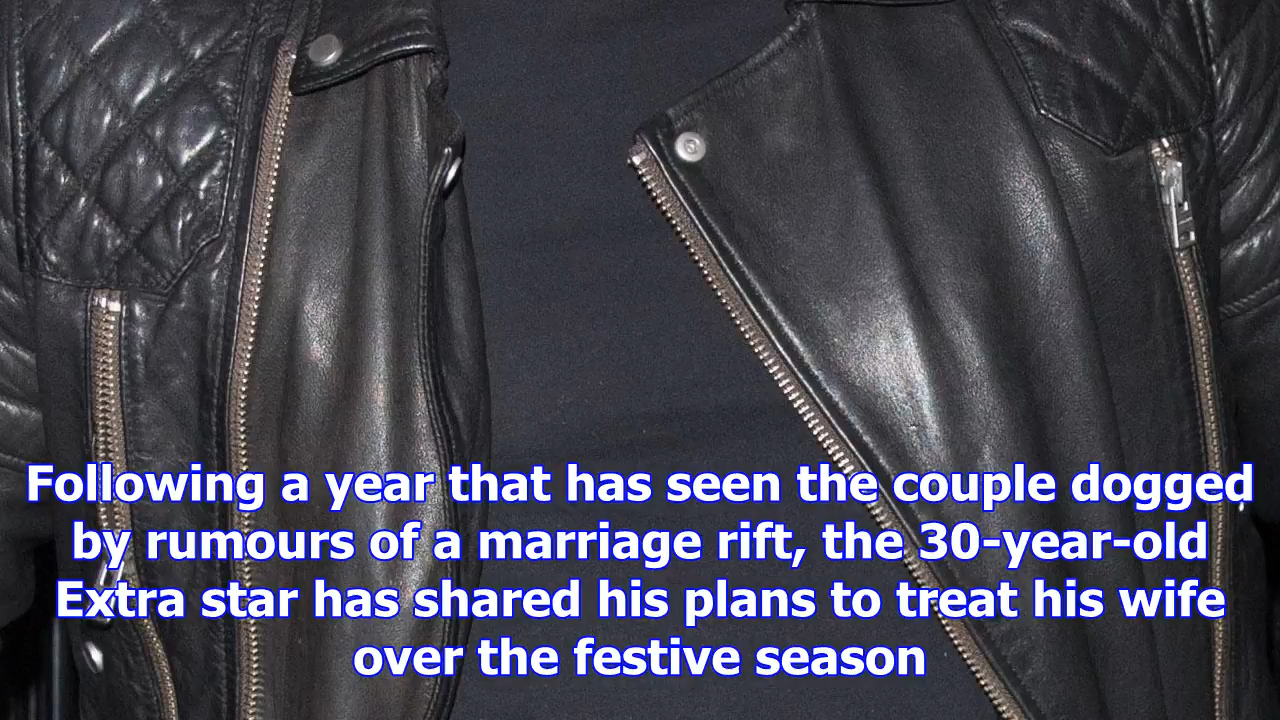 Following a year that has seen the couple dogged
by rumours of a marriage rift, the 30-year-old
Extra star has shared his plans to treat his wife
over the festive season